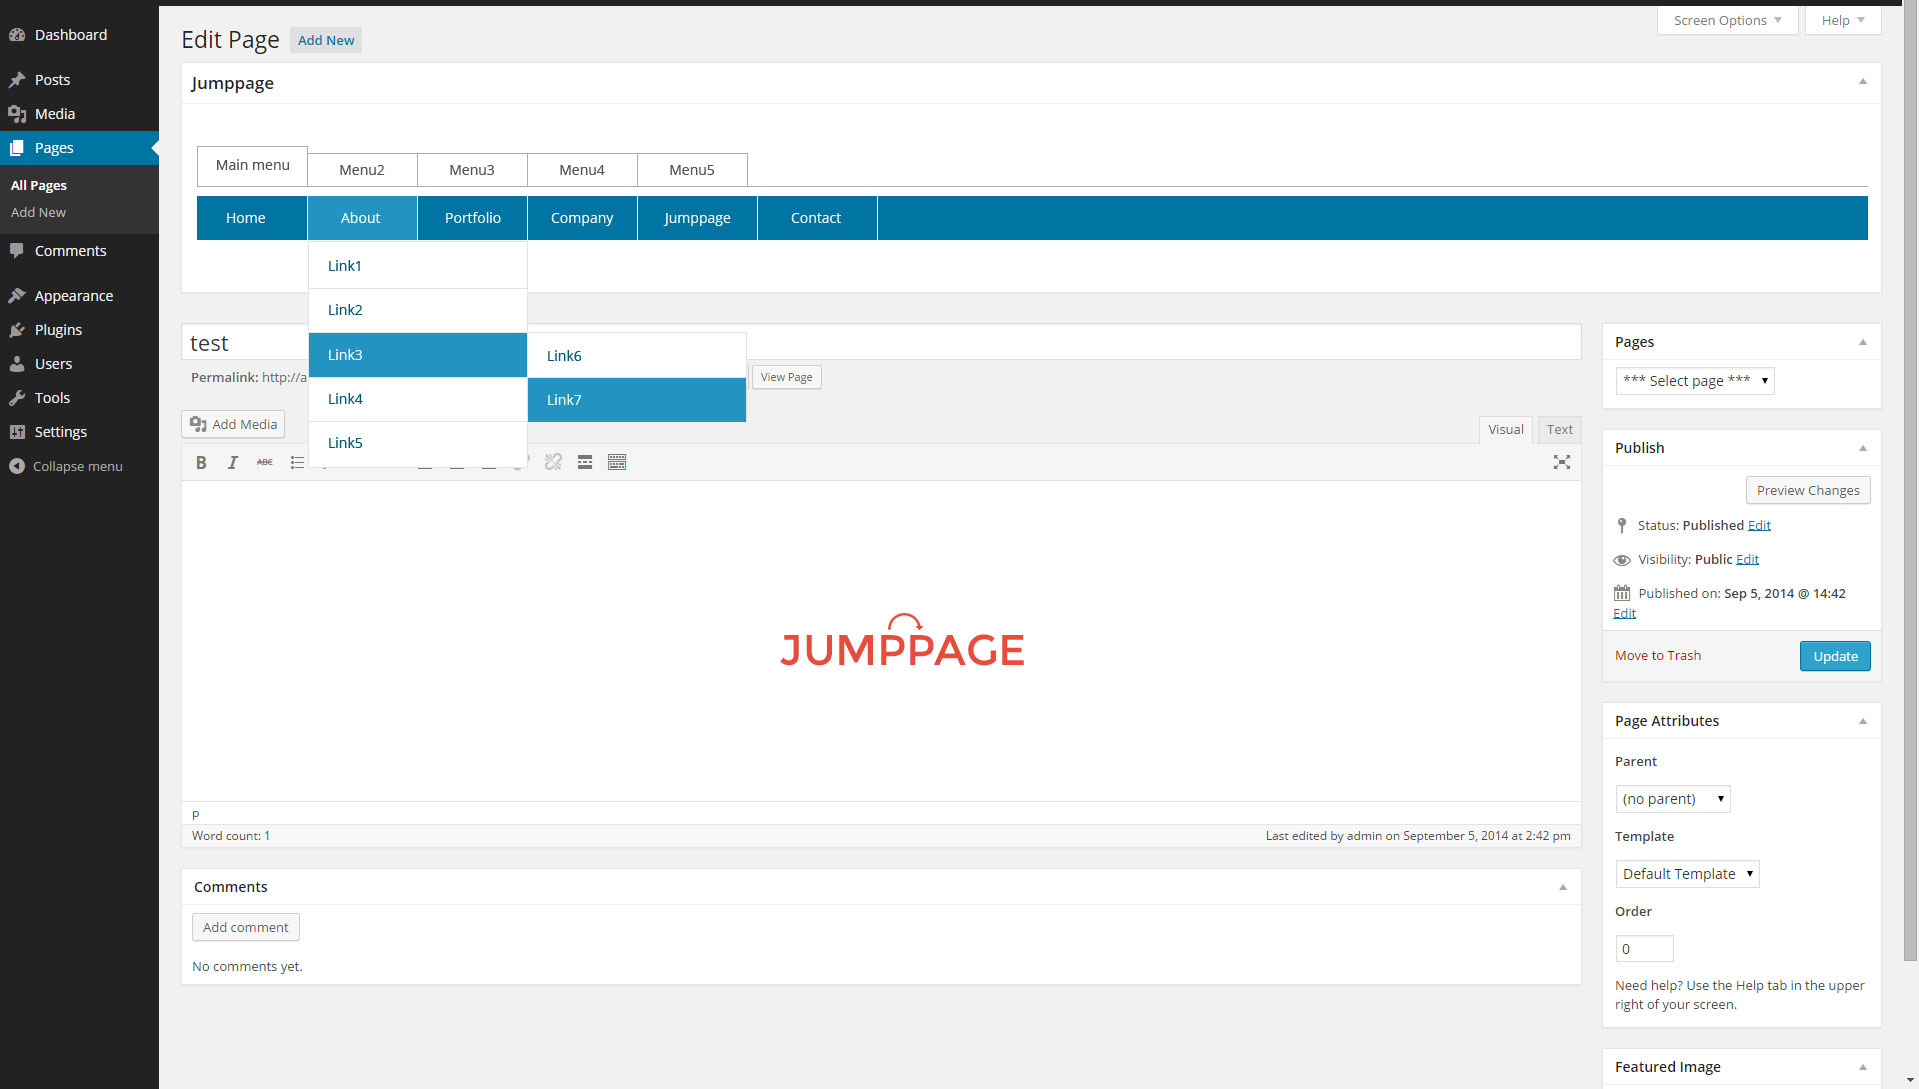 Dashboard
Posts
Media
Pages
All Pages
Add New
Comments
Appearance
Plugins
Users
Tools
Settings
Collapse menu
Screen Options
Help
Edit Page Add New
Jumppage
Main menu Menu2 Menu3 Menu4 Menu5
Home About Portfolio Company Jumppage Contact
Link1
Link2
Link3
Link4
Link5
Link6
Link7
test
Permalink: http://a
View Page
Add Media
Visual Text
B I ABC
JUMPPAGE
p
Word count: 1
Last edited by admin on September 5, 2014 at 2:42 pm
Comments
Add comment
No comments yet.
Pages
*** Select page ***
Publish
Preview Changes
Status: Published Edit
Visibility: Public Edit
Published on: Sep 5, 2014 @ 14:42
Edit
Move to Trash
Update
Page Attributes
Parent
(no parent)
Template
Default Template
Order
0
Need help? Use the Help tab in the upper
right of your screen.
Featured Image